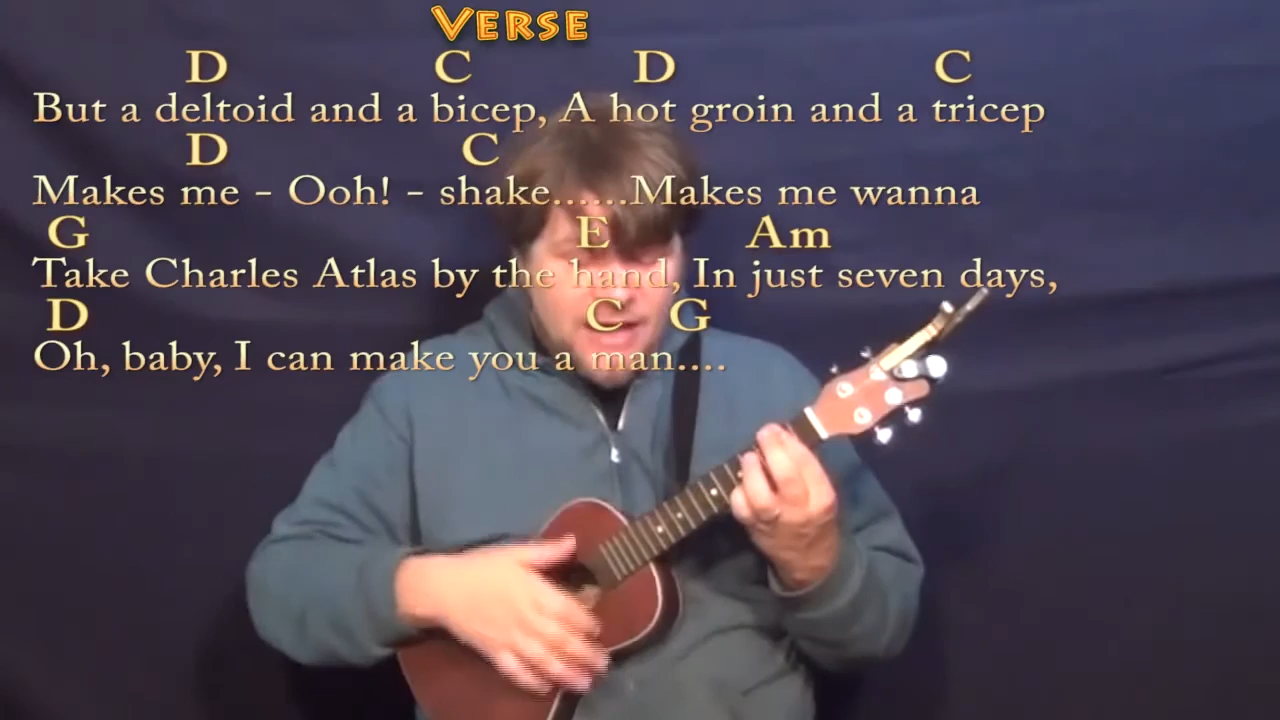 VERSE
D C D C
But a deltoid and a bicep, A hot groin and a tricep
D C
Makes me - Ooh! - shake......Makes me wanna
G E Am
Take Charles Atlas by the hand, In just seven days,
D C G
Oh, baby, I can make you a man....